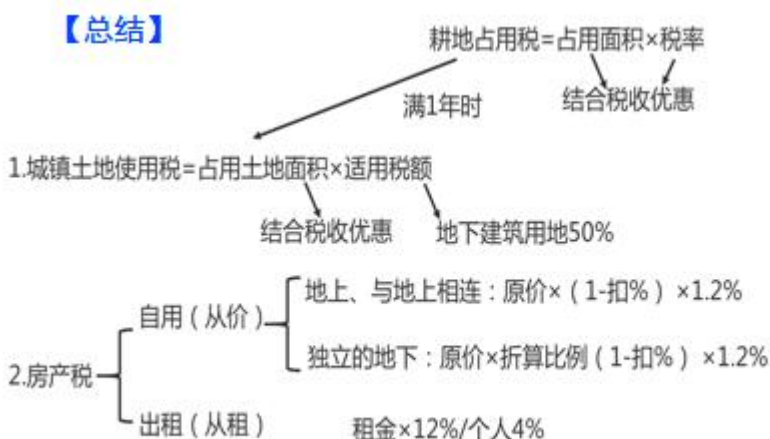 【总结】
耕地占用税=占用面积×税率
满1年时
结合税收优惠
1.城镇土地使用税=占用土地面积×适用税额
结合税收优惠
地下建筑用地50%
2.房产税
自用（从价）
地上、与地上相连：原价×（1-扣%）×1.2%
独立的地下：原价×折算比例（1-扣%）×1.2%
出租（从租）
租金×12%/个人4%